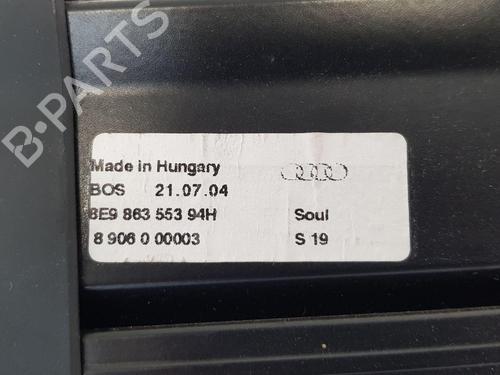 B-PARTS
Made in Hungary
BOS 21.07.04
8E9 863 553 94H Soul
8 906 0 00003 S 19